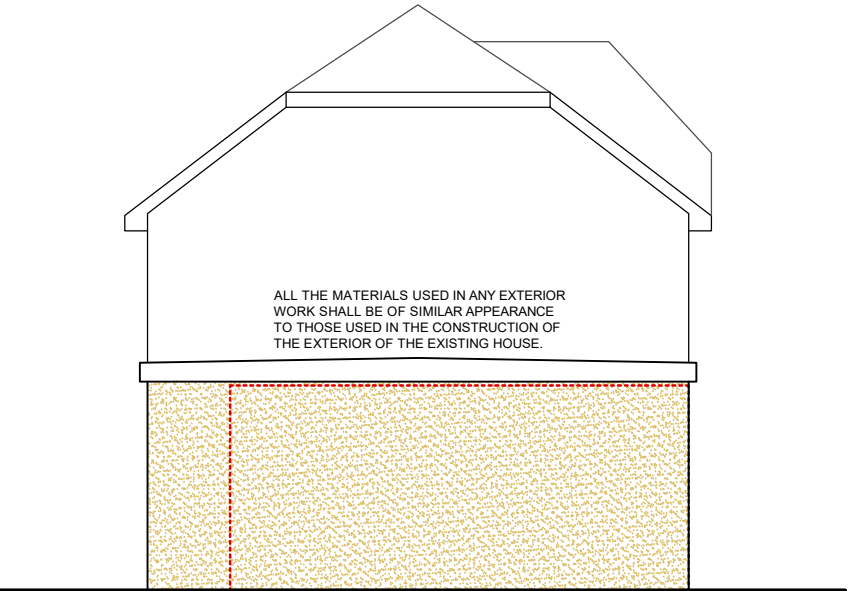 ALL THE MATERIALS USED IN ANY EXTERIOR
WORK SHALL BE OF SIMILAR APPEARANCE
TO THOSE USED IN THE CONSTRUCTION OF
THE EXTERIOR OF THE EXISTING HOUSE.